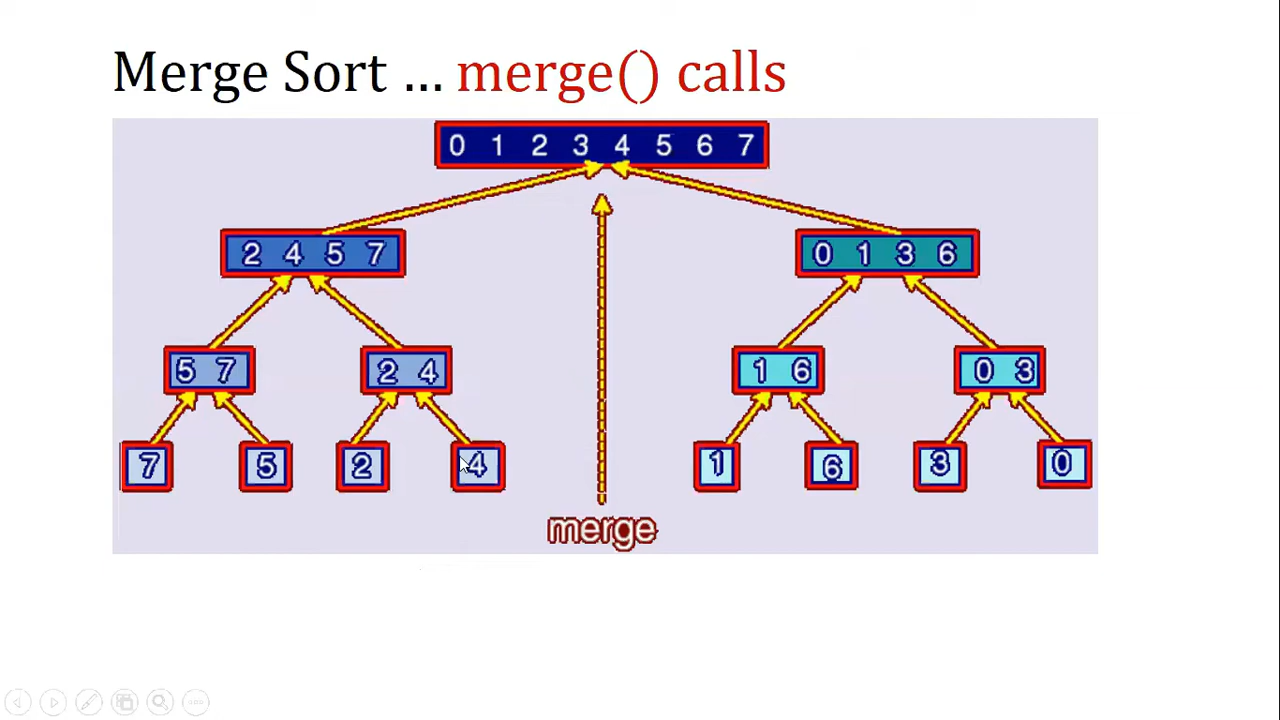 Merge Sort ... merge() calls
0 1 2 3 4 5 6 7
2 4 5 7 0 1 3 6
5 7 2 4 1 6 0 3
7 5 2 4 1 6 3 0
merge